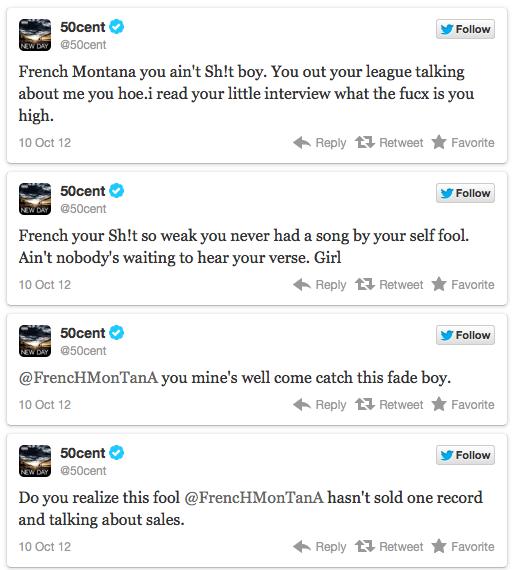 50cent
Follow
@50cent
French Montana you ain't Sh!t boy. You out your league talking
about me you hoe.i read your little interview what the fucx is you
high.
10 Oct 12 Reply Retweet Favorite
NEW DAY
50cent
Follow
@50cent
French your Sh!t so weak you never had a song by your self fool.
Ain't nobody's waiting to hear your verse. Girl
10 Oct 12 Reply Retweet Favorite
NEW DAY
50cent
Follow
@50cent
@FrencHMonTanA you mine's well come catch this fade boy.
10 Oct 12 Reply Retweet Favorite
NEW DAY
50cent
Follow
@50cent
NEW DAY
Do you realize this fool @FrencHMonTanA hasn't sold one record
and talking about sales.
10 Oct 12 Reply Retweet Favorite